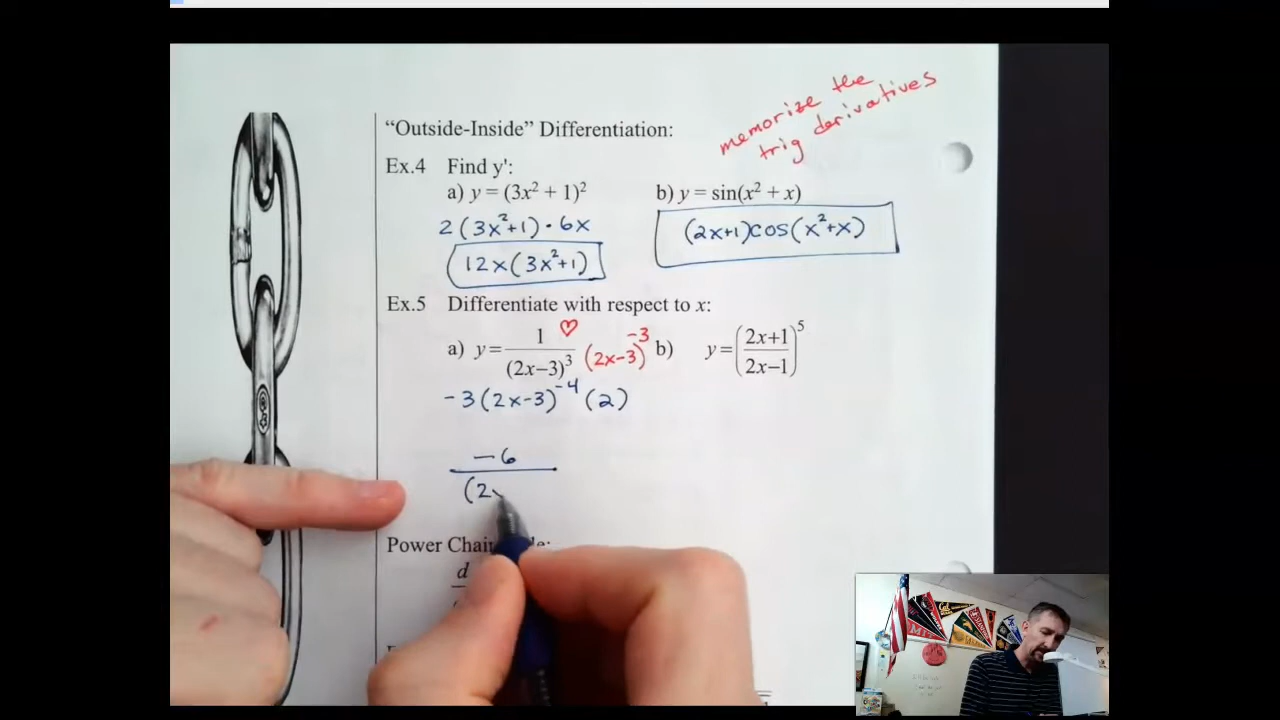 memorize the
trig derivatives
“Outside-Inside” Differentiation:
Ex.4 Find y':
a) y = (3x² + 1)² b) y = sin(x² + x)
2(3x²+1)·6x (2x+1)cos(x²+x)
12x(3x²+1)
Ex.5 Differentiate with respect to x:
a) y = 1/(2x−3)³ ♡ (2x-3)⁻³ b) y = ((2x+1)/(2x−1))⁵
-3(2x-3)⁻⁴(2)
-6
(2x
Power Chain
d